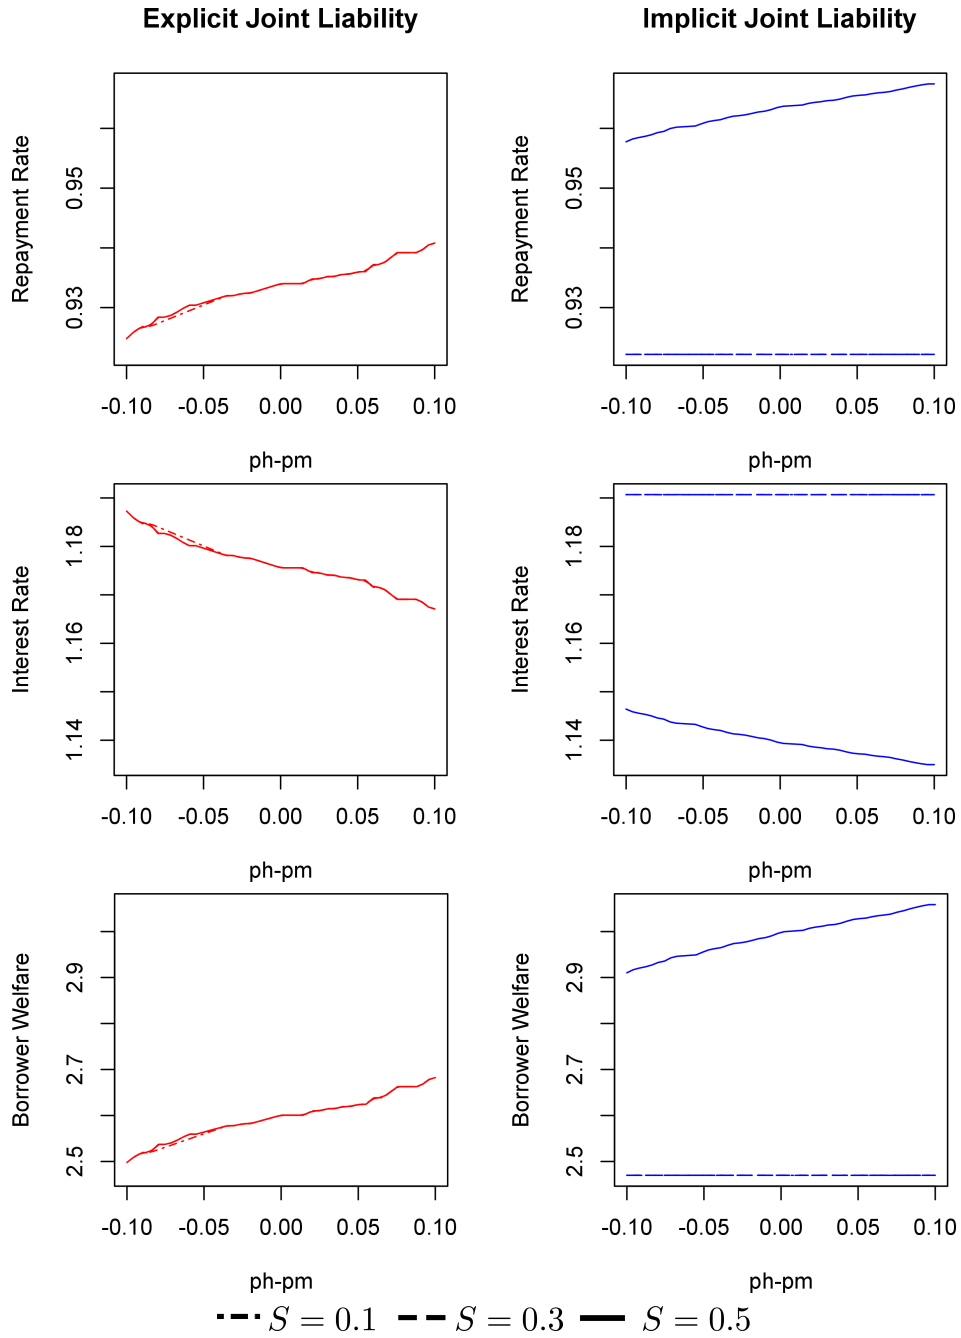 Explicit Joint Liability
Implicit Joint Liability
Repayment Rate
0.95
0.93
-0.10 -0.05 0.00 0.05 0.10
ph-pm
Repayment Rate
0.95
0.93
-0.10 -0.05 0.00 0.05 0.10
ph-pm
Interest Rate
1.18
1.16
1.14
-0.10 -0.05 0.00 0.05 0.10
ph-pm
Interest Rate
1.18
1.16
1.14
-0.10 -0.05 0.00 0.05 0.10
ph-pm
Borrower Welfare
2.9
2.7
2.5
-0.10 -0.05 0.00 0.05 0.10
ph-pm
Borrower Welfare
2.9
2.7
2.5
-0.10 -0.05 0.00 0.05 0.10
ph-pm
S = 0.1 S = 0.3 S = 0.5